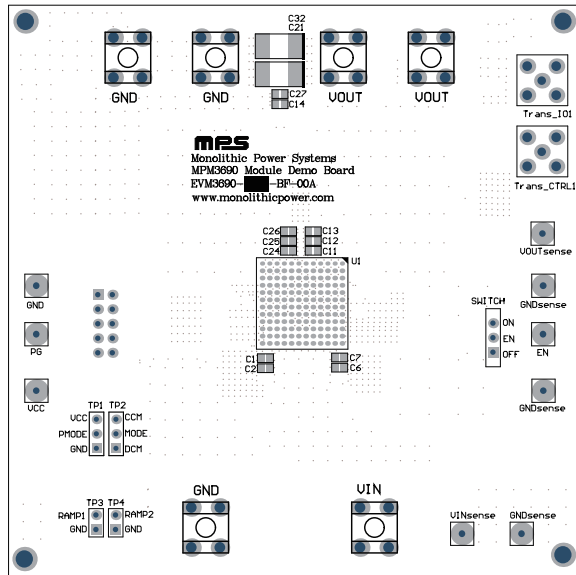 C32
C21
GND
GND
VOUT
VOUT
C27
C14
Trans_IO1
MPS
Monolithic Power Systems
MPM3690 Module Demo Board
EVM3690- -BF-00A
www.monolithicpower.com
Trans_CTRL1
C26
C13
C25
C12
C24
C11
VOUTsense
U1
GND
GNDsense
SWITCH
ON
EN
OFF
PG
EN
C1
C7
C2
C6
VCC
GNDsense
TP1 TP2
VCC
CCM
PMODE
MODE
GND
DCM
GND
VIN
TP3 TP4
RAMP1
RAMP2
GND
GND
VINsense
GNDsense